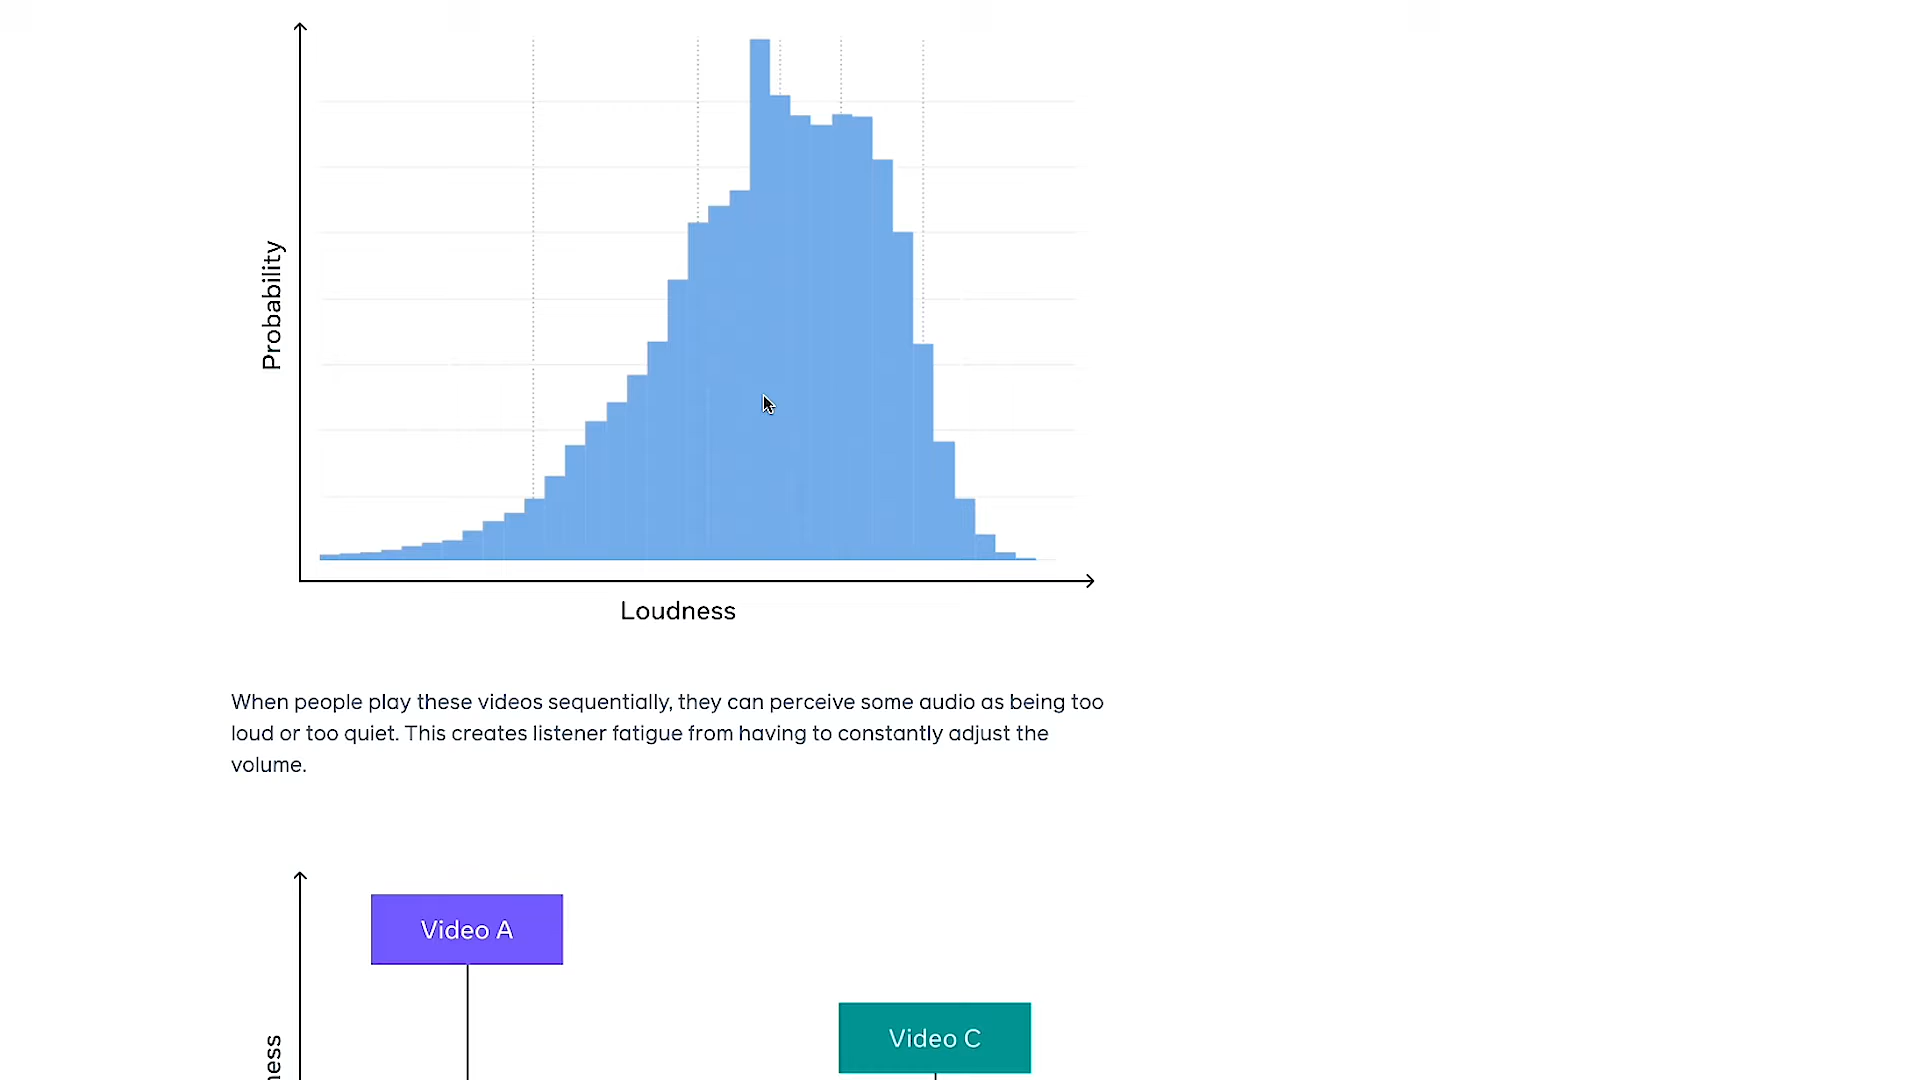 Probability
Loudness
When people play these videos sequentially, they can perceive some audio as being too
loud or too quiet. This creates listener fatigue from having to constantly adjust the
volume.
Video A
Video C
ness